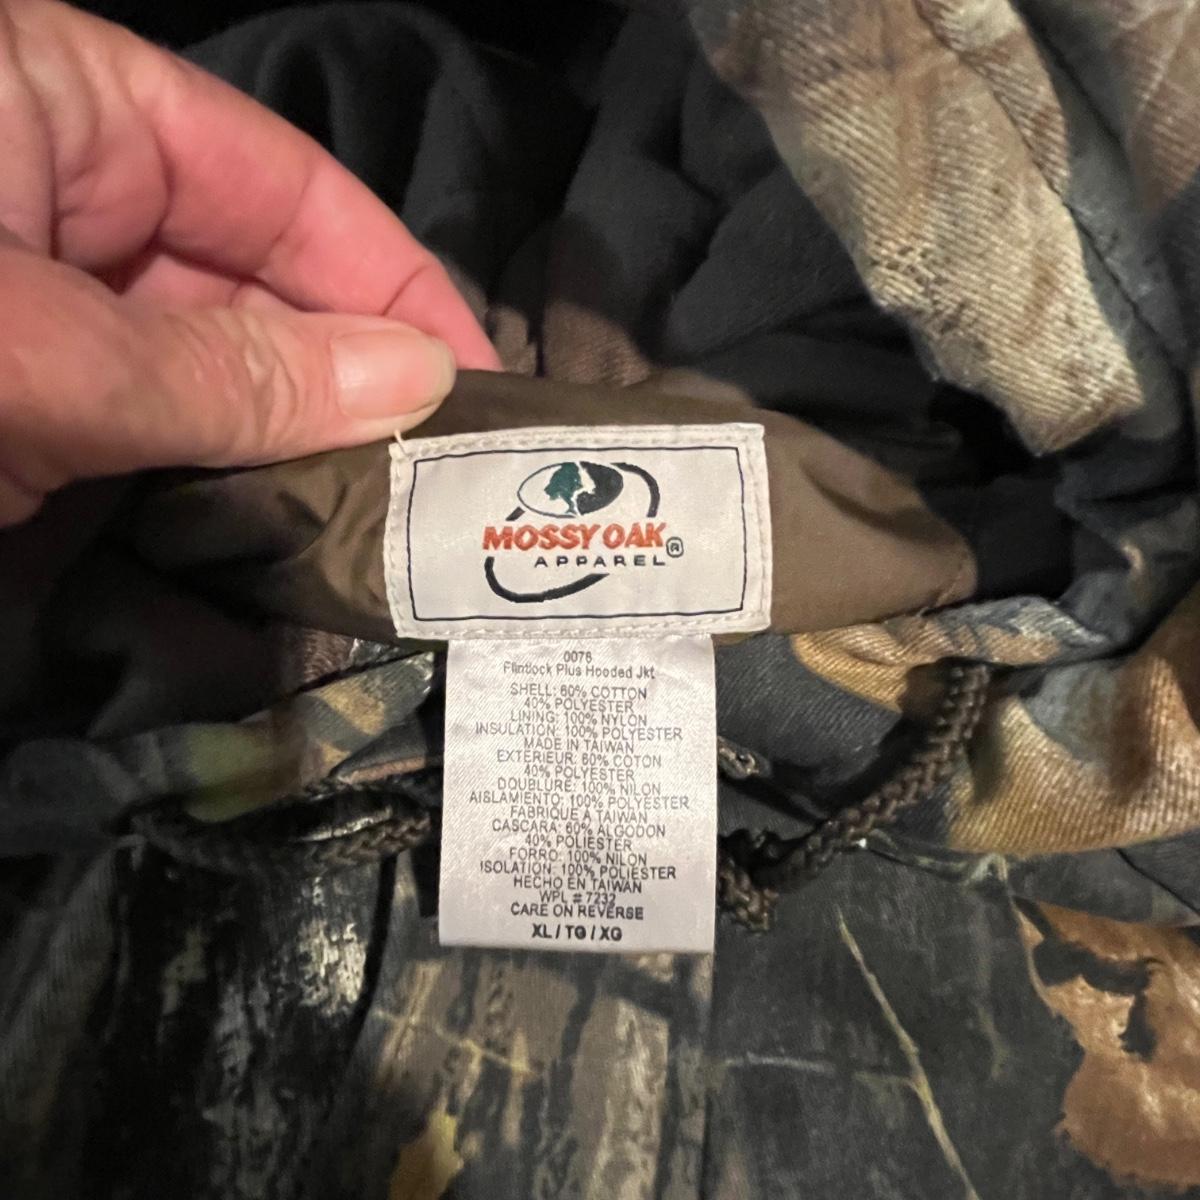 MOSSY OAK®
APPAREL
0076
Flintlock Plus Hooded Jkt
SHELL: 60% COTTON
40% POLYESTER
LINING: 100% NYLON
INSULATION: 100% POLYESTER
MADE IN TAIWAN
EXTERIEUR: 60% COTON
40% POLYESTER
DOUBLURE: 100% NILON
AISLAMIENTO: 100% POLYESTER
FABRIQUE A TAIWAN
CASCARA: 60% ALGODON
40% POLIESTER
FORRO: 100% NILON
ISOLATION: 100% POLIESTER
HECHO EN TAIWAN
WPL # 7232
CARE ON REVERSE
XL / TG / XG